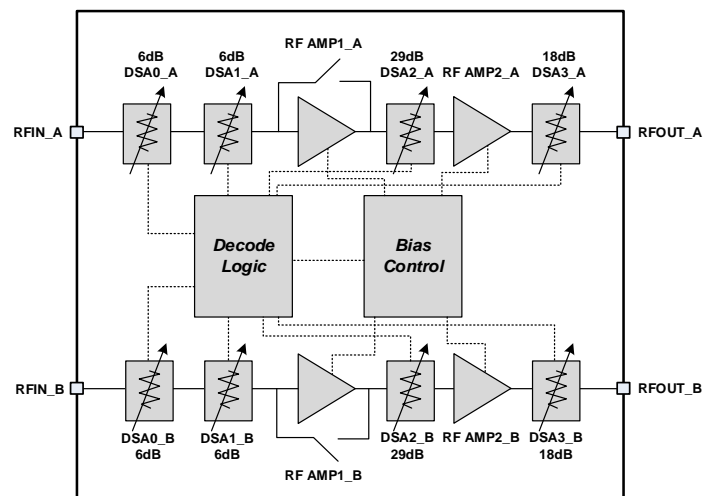 RF AMP1_A
6dB
DSA0_A
6dB
DSA1_A
29dB
DSA2_A
RF AMP2_A
18dB
DSA3_A
RFIN_A
RFOUT_A
Decode
Logic
Bias
Control
RFIN_B
RFOUT_B
DSA0_B
6dB
DSA1_B
6dB
RF AMP1_B
DSA2_B
29dB
RF AMP2_B
DSA3_B
18dB